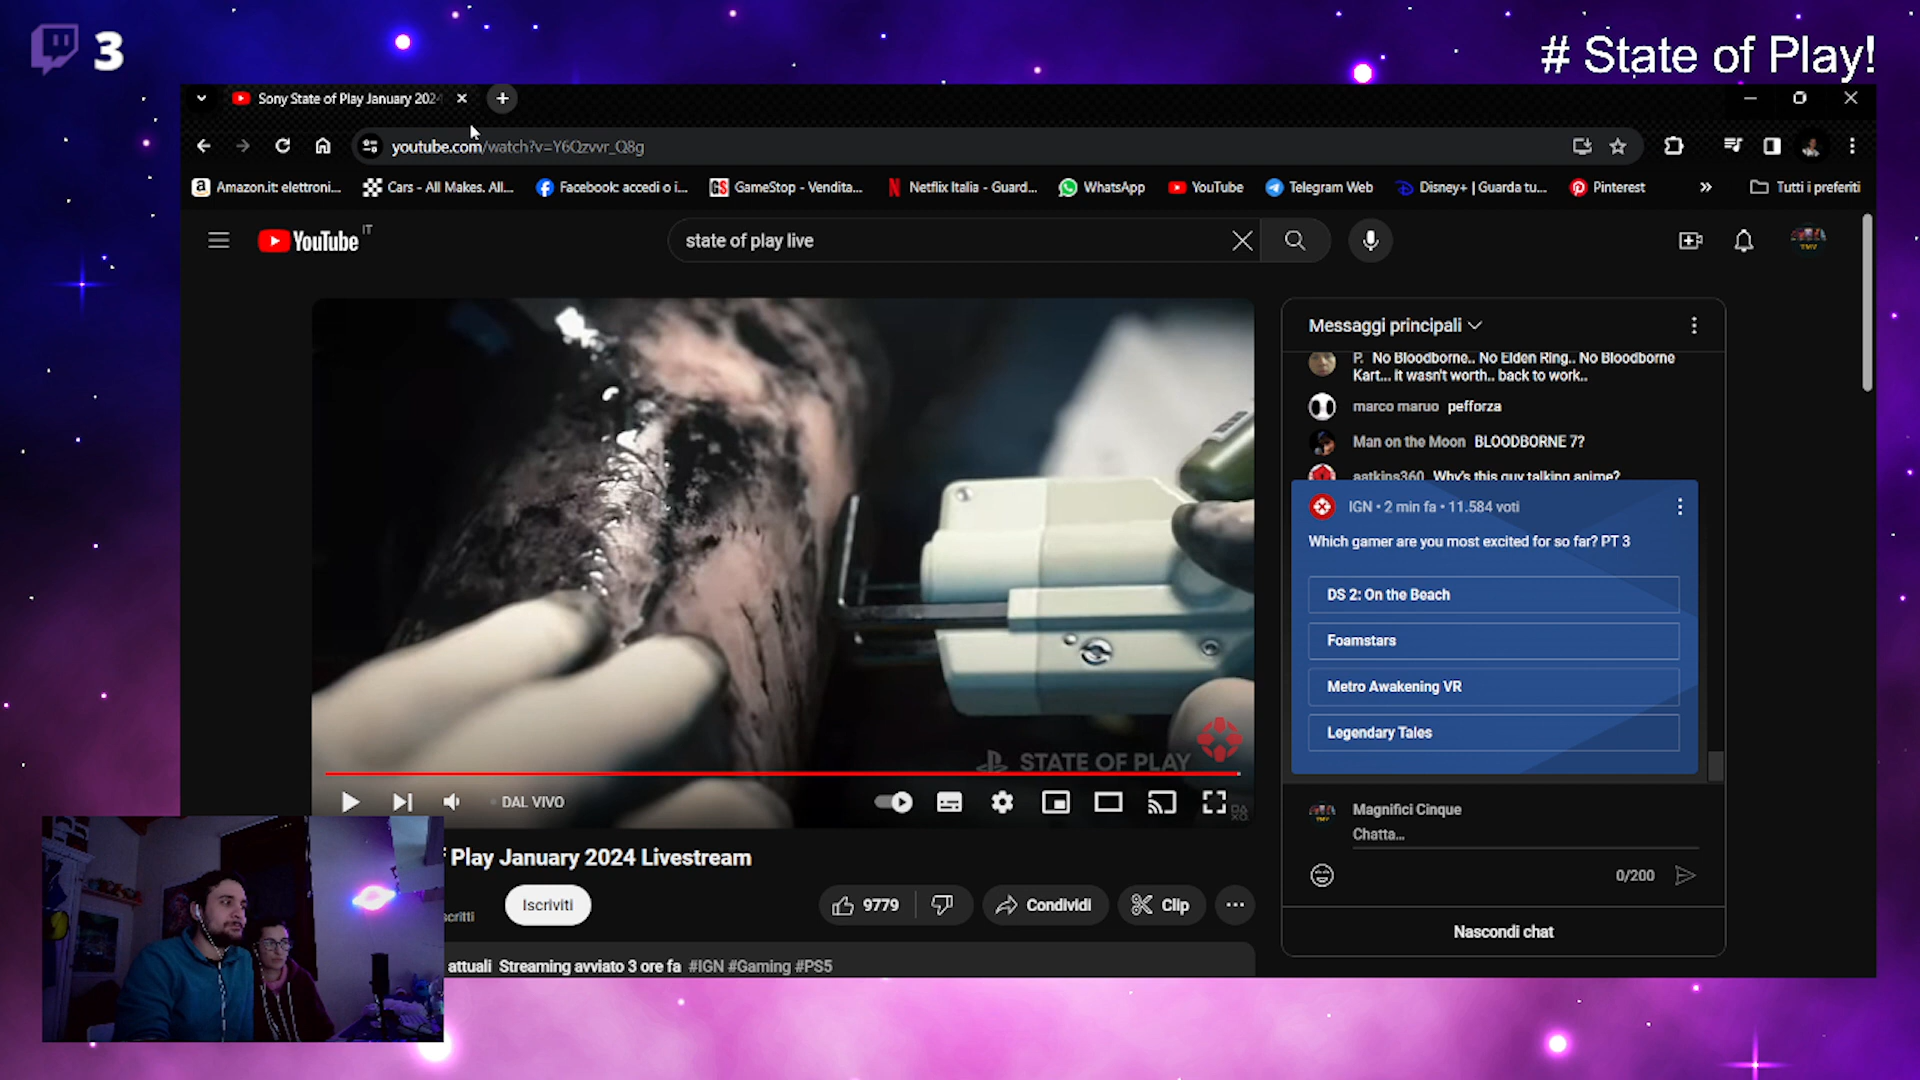 3
# State of Play!
Sony State of Play January 2024
youtube.com/watch?v=Y6Qzvvr_Q8g
Amazon.it: elettroni...
Cars - All Makes. All...
Facebook: accedi o i...
GameStop - Vendita...
Netflix Italia - Guard...
WhatsApp
YouTube
Telegram Web
Disney+ | Guarda tu...
Pinterest
Tutti i preferiti
YouTube IT
state of play live
Messaggi principali
P. No Bloodborne.. No Elden Ring.. No Bloodborne
Kart... it wasn't worth.. back to work..
marco maruo pefforza
Man on the Moon BLOODBORNE 7?
aatkins360 Why's this guy talking anime?
IGN • 2 min fa • 11.584 voti
Which gamer are you most excited for so far? PT 3
DS 2: On the Beach
Foamstars
Metro Awakening VR
Legendary Tales
STATE OF PLAY
DAL VIVO
Magnifici Cinque
Chatta...
0/200
Nascondi chat
Play January 2024 Livestream
critti
Iscriviti
9779
Condividi
Clip
attuali Streaming avviato 3 ore fa #IGN #Gaming #PS5